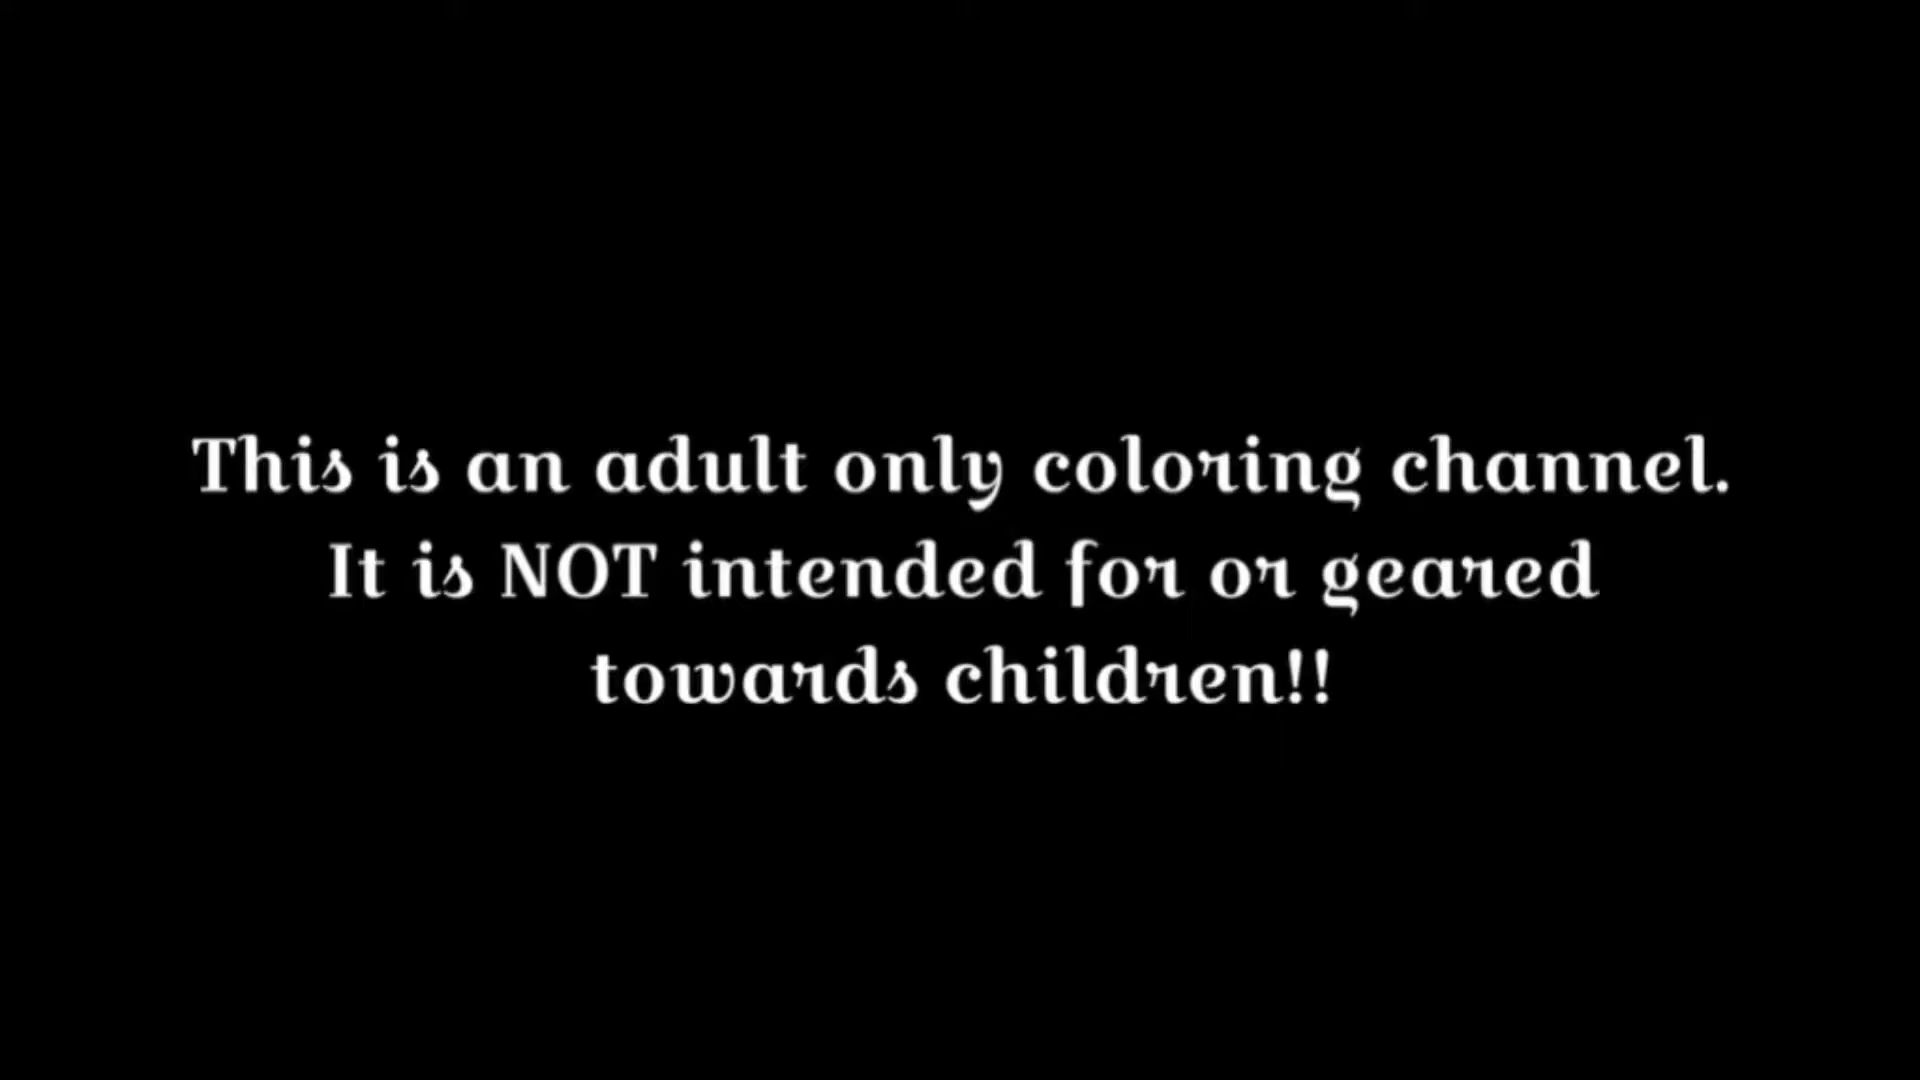 This is an adult only coloring channel.
It is NOT intended for or geared
towards children!!